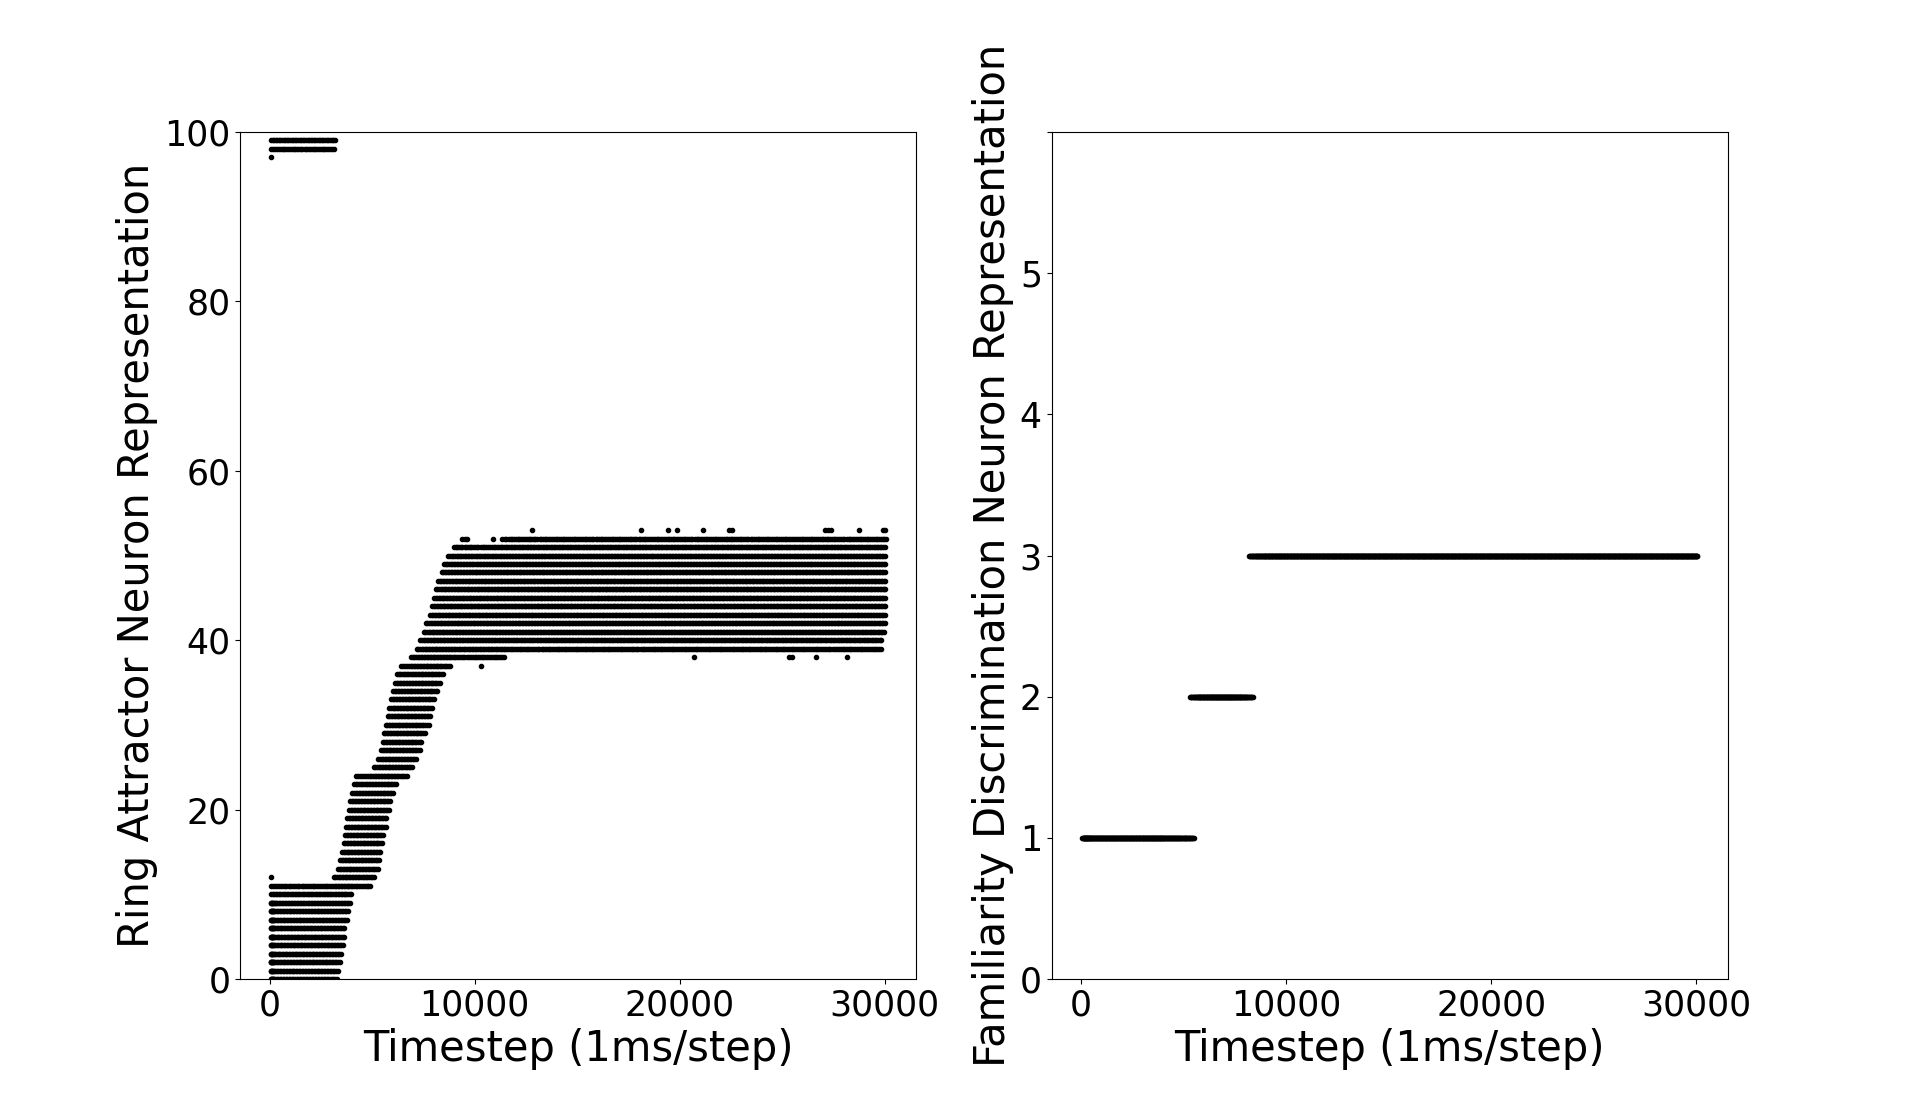 Ring Attractor Neuron Representation
100
80
60
40
20
0
0 10000 20000 30000
Timestep (1ms/step)
Familiarity Discrimination Neuron Representation
5
4
3
2
1
0
0 10000 20000 30000
Timestep (1ms/step)